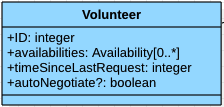 Volunteer
+ID: integer
+availabilities: Availability[0..*]
+timeSinceLastRequest: integer
+autoNegotiate?: boolean